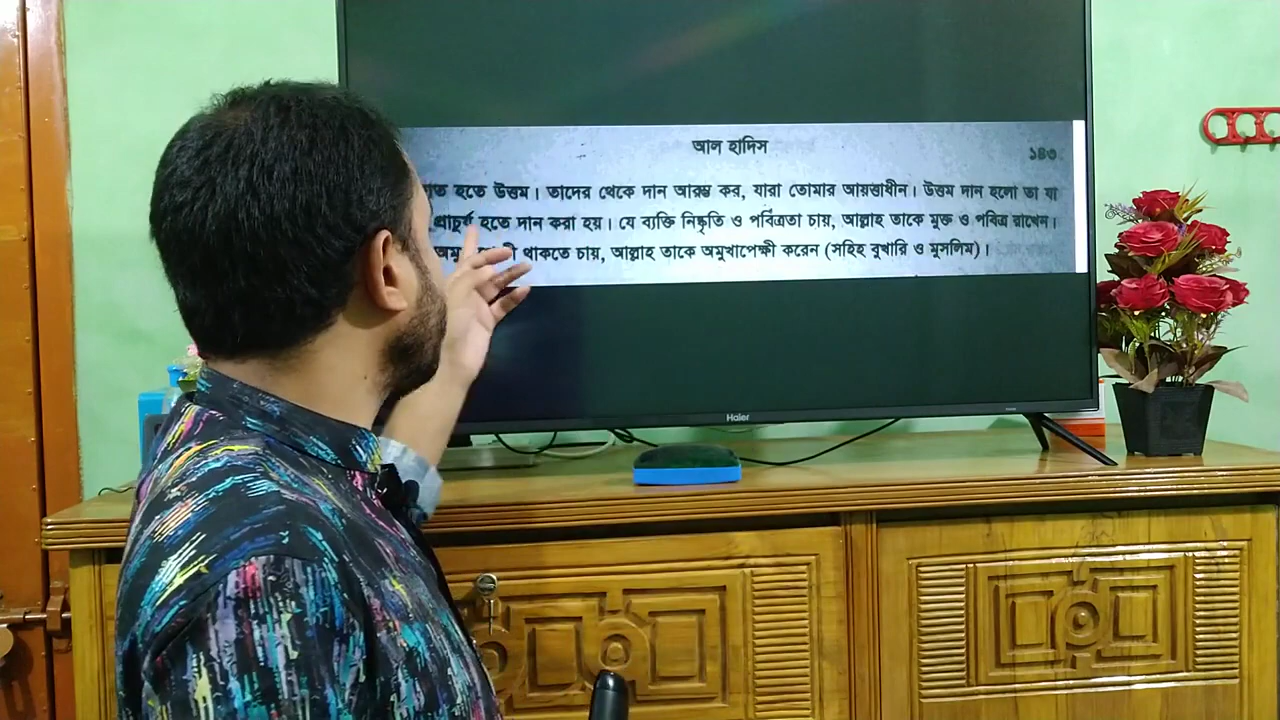 আল হাদিস
১৪৩
হতে উত্তম। তাদের থেকে দান আরম্ভ কর, যারা তোমার আয়ত্তাধীন। উত্তম দান হলো তা যা
প্রাচুর্য হতে দান করা হয়। যে ব্যক্তি নিষ্কৃতি ও পবিত্রতা চায়, আল্লাহ তাকে মুক্ত ও পবিত্র রাখেন।
থাকতে চায়, আল্লাহ তাকে অমুখাপেক্ষী করেন (সহিহ বুখারি ও মুসলিম)।
Haier